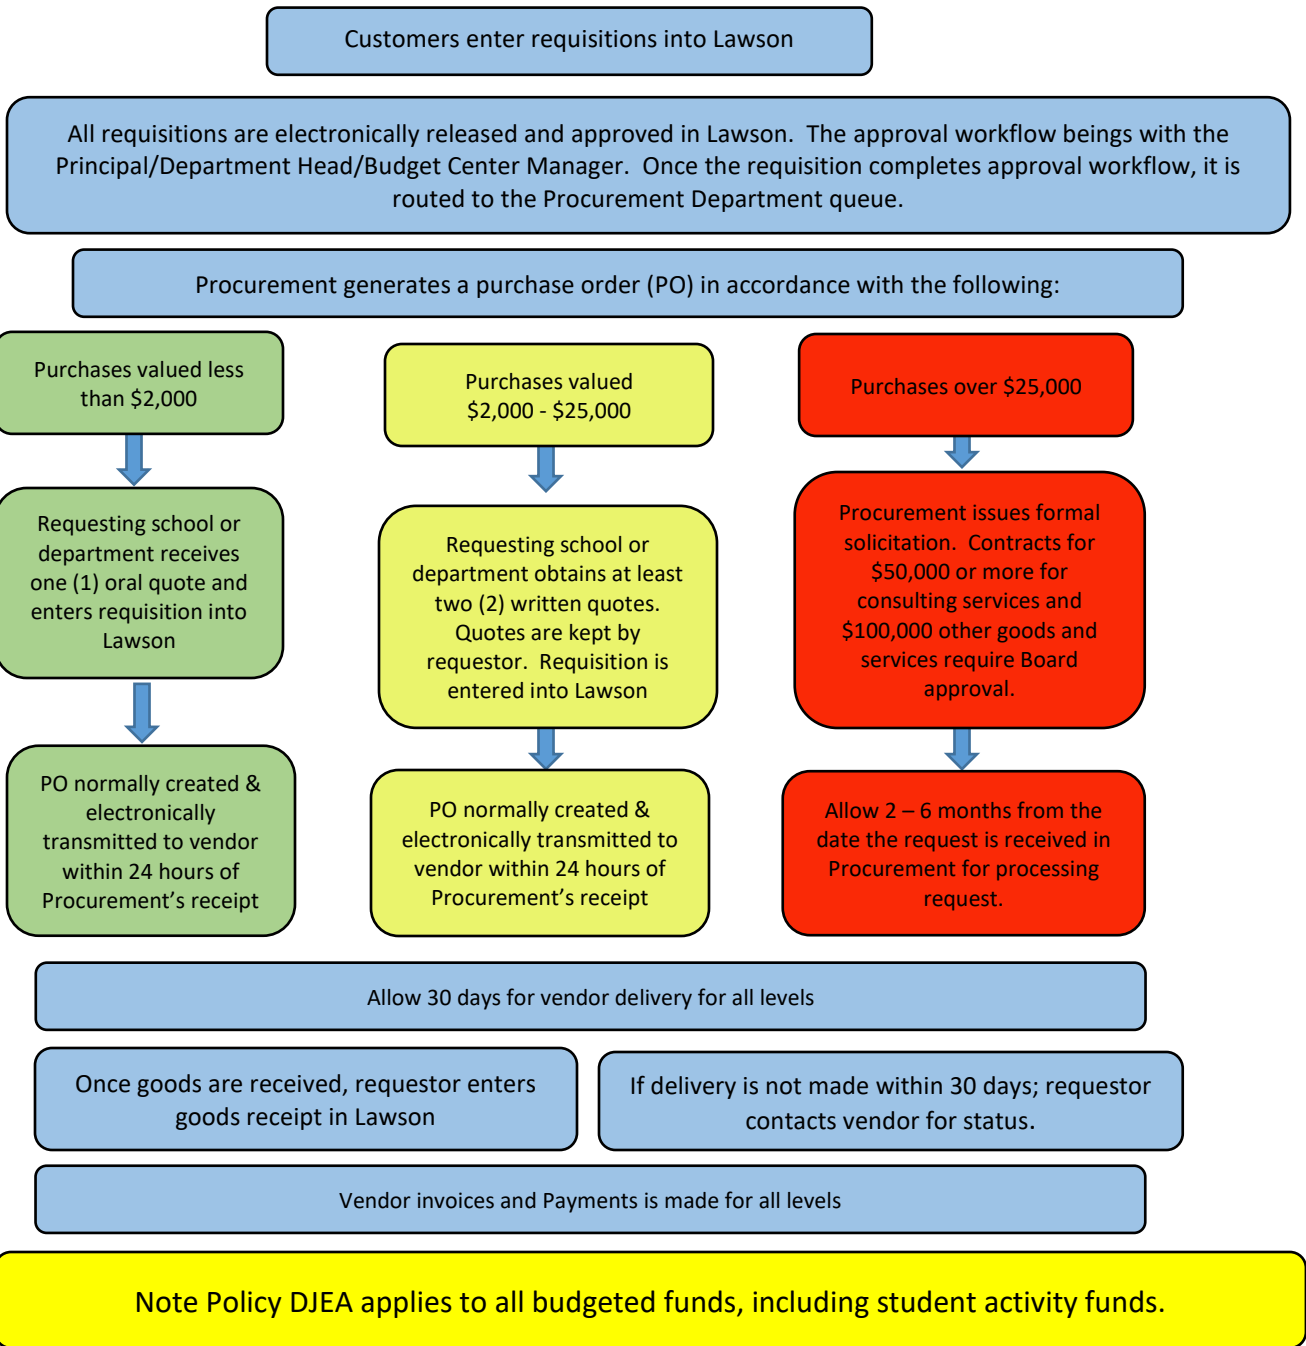 Customers enter requisitions into Lawson
All requisitions are electronically released and approved in Lawson.  The approval workflow beings with the
Principal/Department Head/Budget Center Manager.  Once the requisition completes approval workflow, it is
routed to the Procurement Department queue.
Procurement generates a purchase order (PO) in accordance with the following:
Purchases valued less
than $2,000
Purchases valued
$2,000 - $25,000
Purchases over $25,000
Requesting school or
department receives
one (1) oral quote and
enters requisition into
Lawson
Requesting school or
department obtains at least
two (2) written quotes.
Quotes are kept by
requestor.  Requisition is
entered into Lawson
Procurement issues formal
solicitation.  Contracts for
$50,000 or more for
consulting services and
$100,000 other goods and
services require Board
approval.
PO normally created &
electronically
transmitted to vendor
within 24 hours of
Procurement’s receipt
PO normally created &
electronically transmitted to
vendor within 24 hours of
Procurement’s receipt
Allow 2 – 6 months from the
date the request is received in
Procurement for processing
request.
Allow 30 days for vendor delivery for all levels
Once goods are received, requestor enters
goods receipt in Lawson
If delivery is not made within 30 days; requestor
contacts vendor for status.
Vendor invoices and Payments is made for all levels
Note Policy DJEA applies to all budgeted funds, including student activity funds.